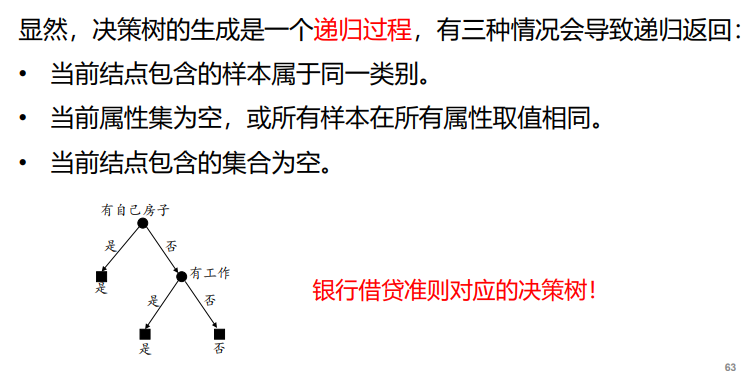 显然，决策树的生成是一个递归过程，有三种情况会导致递归返回：
• 当前结点包含的样本属于同一类别。
• 当前属性集为空，或所有样本在所有属性取值相同。
• 当前结点包含的集合为空。
有自己房子
是 否
是 有工作
是 否
是 否
银行借贷准则对应的决策树！
63